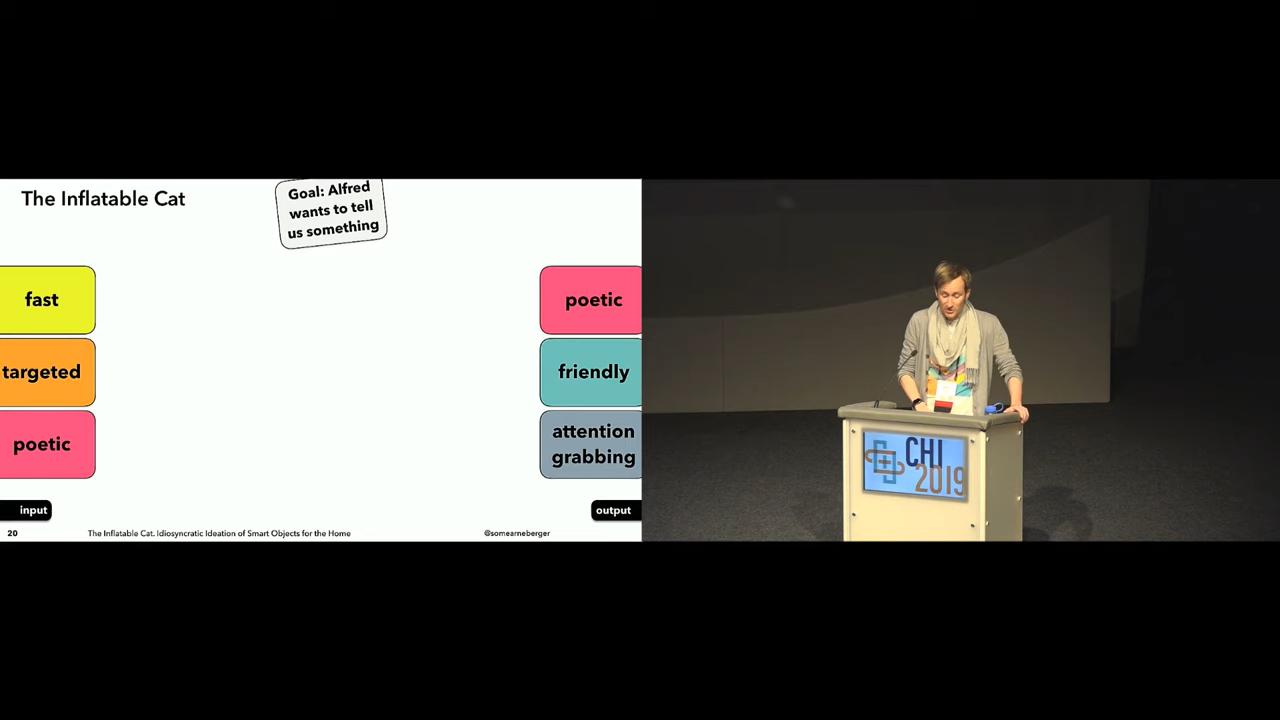 The Inflatable Cat
Goal: Alfred
wants to tell
us something
fast
targeted
poetic
input
poetic
friendly
attention
grabbing
output
20
The Inflatable Cat. Idiosyncratic Ideation of Smart Objects for the Home
@somearneberger
CHI
2019